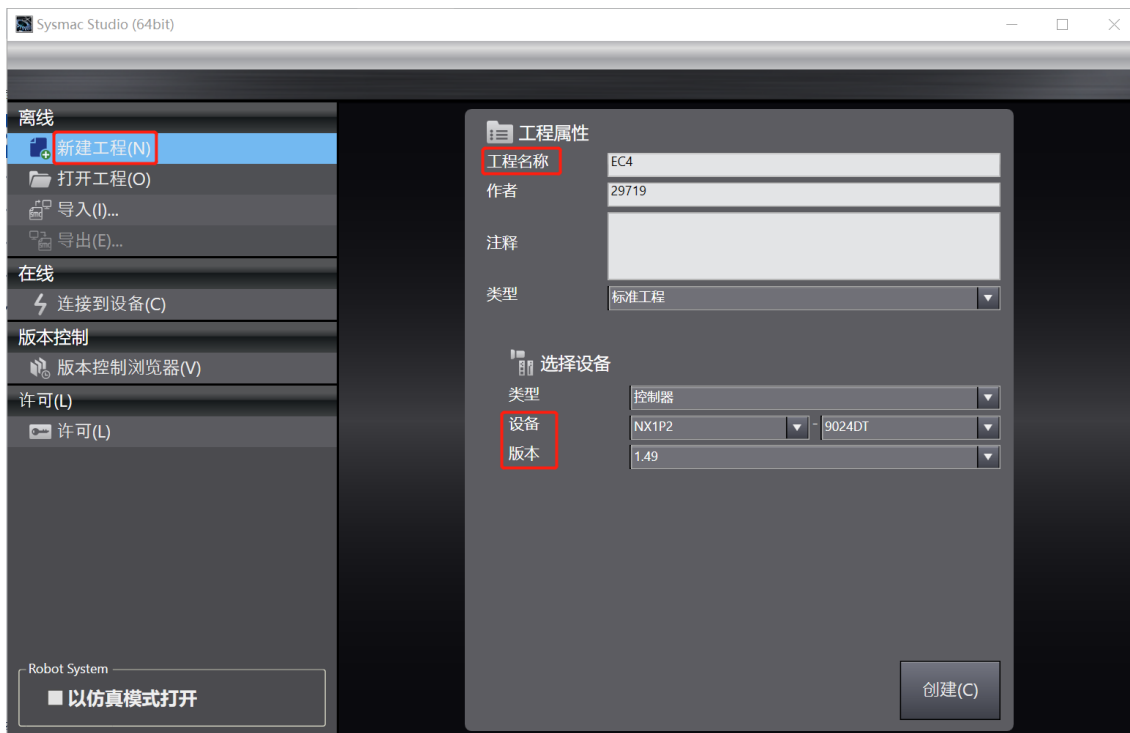 Sysmac Studio (64bit)
离线
新建工程(N)
打开工程(O)
导入(I)...
导出(E)...
在线
连接到设备(C)
版本控制
版本控制浏览器(V)
许可(L)
许可(L)
Robot System
以仿真模式打开
工程属性
工程名称 EC4
作者 29719
注释
类型 标准工程
选择设备
类型 控制器
设备 NX1P2 - 9024DT
版本 1.49
创建(C)